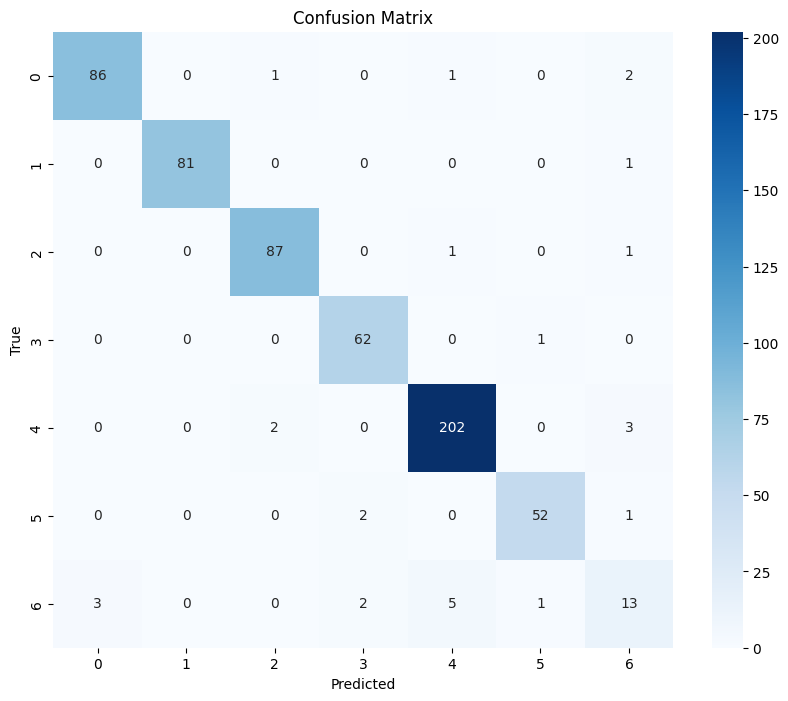 Confusion Matrix
0 86 0 1 0 1 0 2
1 0 81 0 0 0 0 1
2 0 0 87 0 1 0 1
3 0 0 0 62 0 1 0
4 0 0 2 0 202 0 3
5 0 0 0 2 0 52 1
6 3 0 0 2 5 1 13
0 1 2 3 4 5 6
True
Predicted
200
175
150
125
100
75
50
25
0